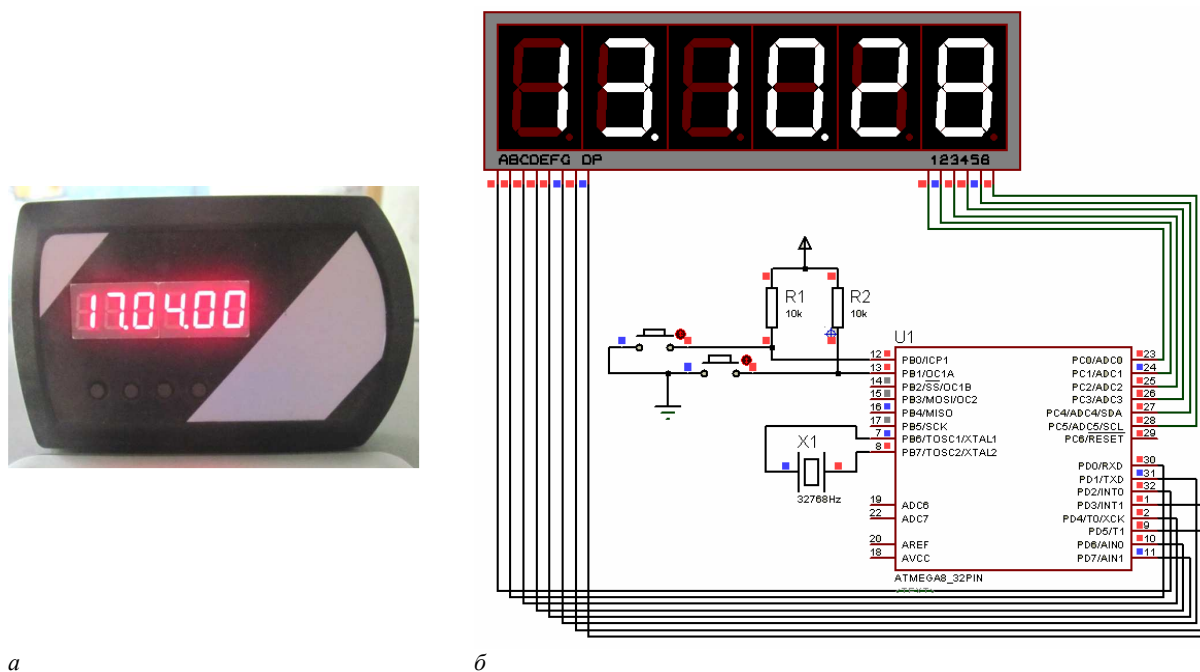 17.04.00
13.10.28
ABCDEFG DP
123456
R1
10k
R2
10k
U1
12
PB0/ICP1
13
PB1/OC1A
14
PB2/SS/OC1B
15
PB3/MOSI/OC2
16
PB4/MISO
17
PB5/SCK
7
PB6/TOSC1/XTAL1
8
PB7/TOSC2/XTAL2
19
ADC6
22
ADC7
20
AREF
18
AVCC
PC0/ADC0
23
PC1/ADC1
24
PC2/ADC2
25
PC3/ADC3
26
PC4/ADC4/SDA
27
PC5/ADC5/SCL
28
PC6/RESET
29
PD0/RXD
30
PD1/TXD
31
PD2/INT0
32
PD3/INT1
1
PD4/T0/XCK
2
PD5/T1
9
PD6/AIN0
10
PD7/AIN1
11
X1
32768Hz
ATMEGA8_32PIN
а
б